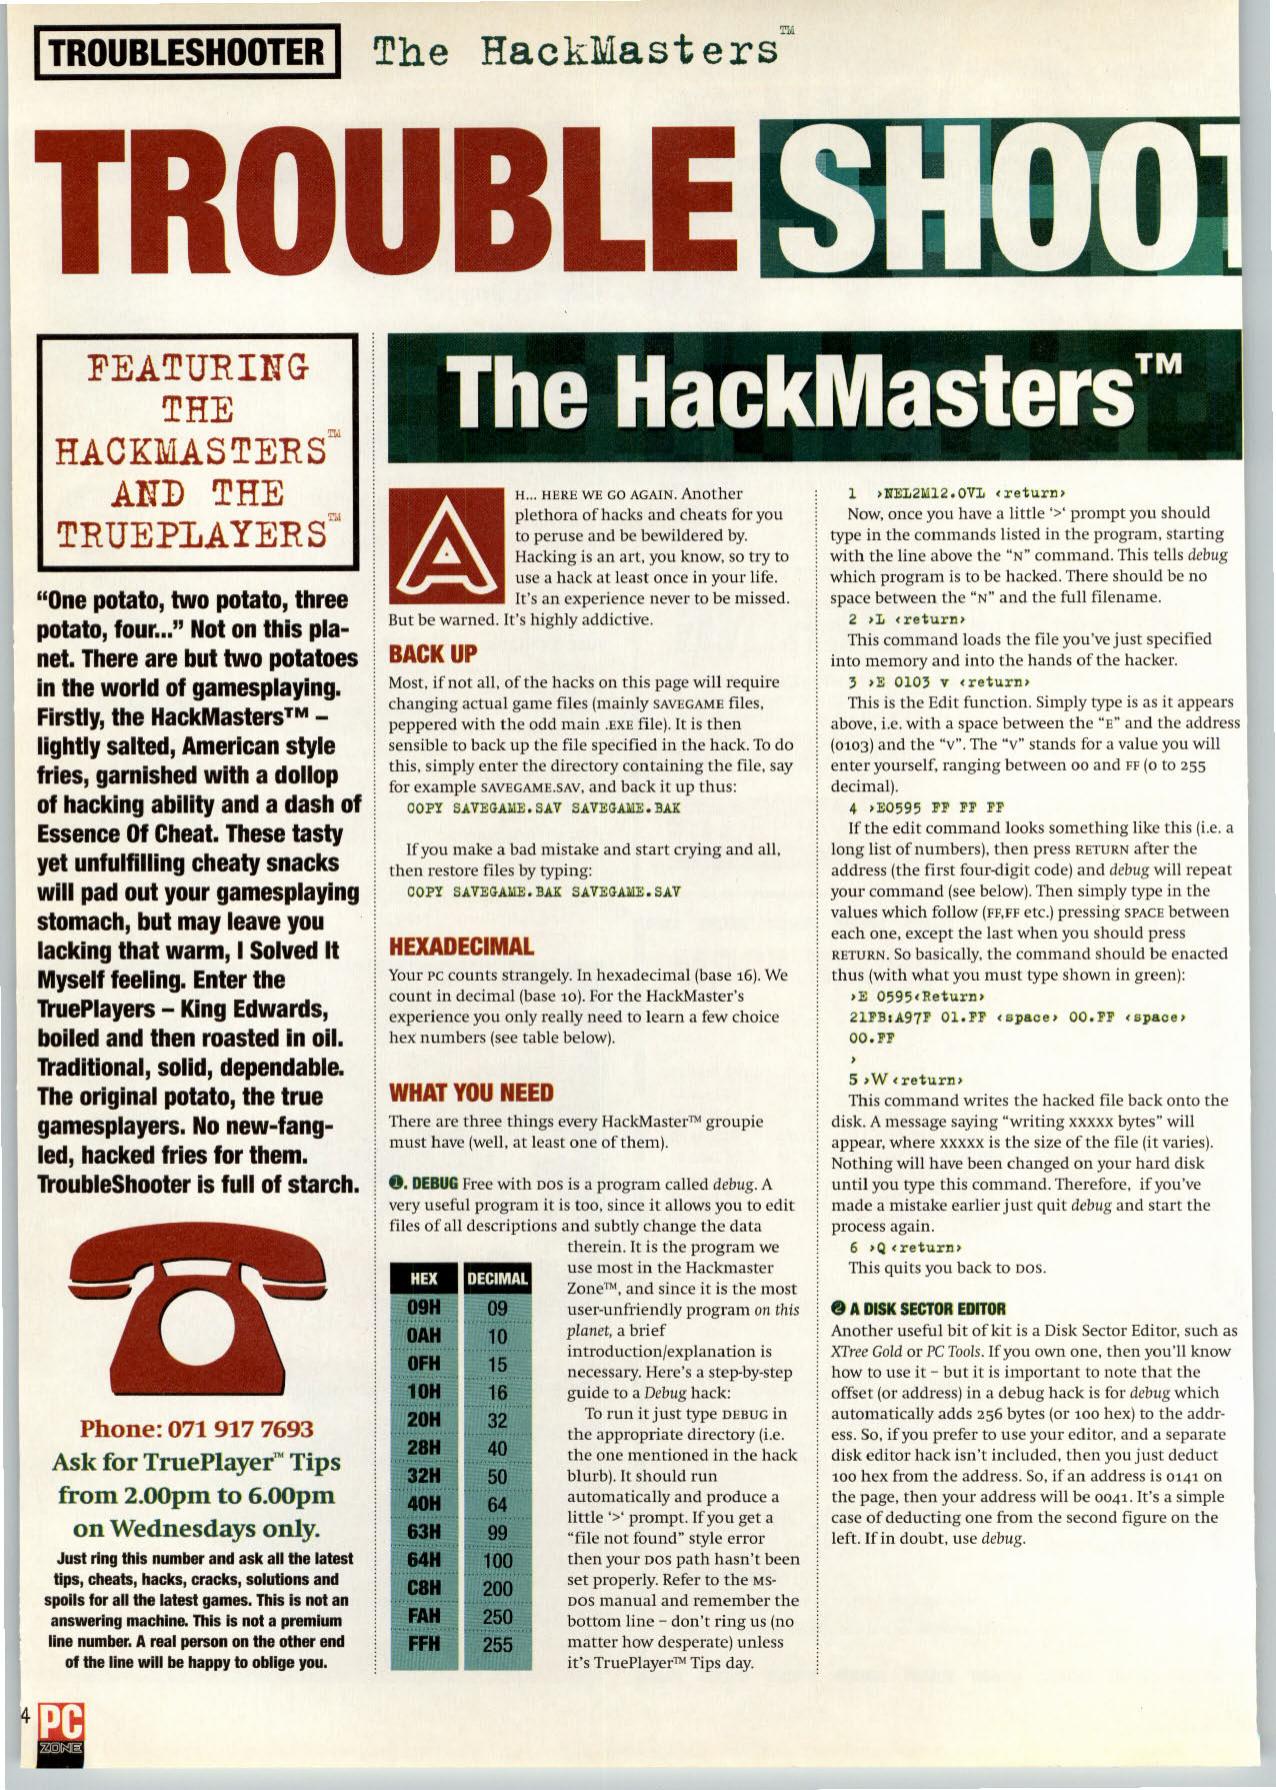 TROUBLESHOOTER The HackMasters™
TROUBLESHOOT
FEATURING
THE
HACKMASTERS™
AND THE
TRUEPLAYERS™
“One potato, two potato, three
potato, four...” Not on this pla-
net. There are but two potatoes
in the world of gamesplaying.
Firstly, the HackMasters™ –
lightly salted, American style
fries, garnished with a dollop
of hacking ability and a dash of
Essence Of Cheat. These tasty
yet unfulfilling cheaty snacks
will pad out your gamesplaying
stomach, but may leave you
lacking that warm, I Solved It
Myself feeling. Enter the
TruePlayers – King Edwards,
boiled and then roasted in oil.
Traditional, solid, dependable.
The original potato, the true
gamesplayers. No new-fang-
led, hacked fries for them.
TroubleShooter is full of starch.
Phone: 071 917 7693
Ask for TruePlayer™ Tips
from 2.00pm to 6.00pm
on Wednesdays only.
Just ring this number and ask all the latest
tips, cheats, hacks, cracks, solutions and
spoils for all the latest games. This is not an
answering machine. This is not a premium
line number. A real person on the other end
of the line will be happy to oblige you.
The HackMasters™
AH... HERE WE GO AGAIN. Another
plethora of hacks and cheats for you
to peruse and be bewildered by.
Hacking is an art, you know, so try to
use a hack at least once in your life.
It's an experience never to be missed.
But be warned. It's highly addictive.
BACK UP
Most, if not all, of the hacks on this page will require
changing actual game files (mainly SAVEGAME files,
peppered with the odd main .EXE file). It is then
sensible to back up the file specified in the hack. To do
this, simply enter the directory containing the file, say
for example SAVEGAME.SAV, and back it up thus:
COPY SAVEGAME.SAV SAVEGAME.BAK
If you make a bad mistake and start crying and all,
then restore files by typing:
COPY SAVEGAME.BAK SAVEGAME.SAV
HEXADECIMAL
Your PC counts strangely. In hexadecimal (base 16). We
count in decimal (base 10). For the HackMaster's
experience you only really need to learn a few choice
hex numbers (see table below).
WHAT YOU NEED
There are three things every HackMaster™ groupie
must have (well, at least one of them).
❶. DEBUG Free with DOS is a program called debug. A
very useful program it is too, since it allows you to edit
files of all descriptions and subtly change the data
therein. It is the program we
use most in the Hackmaster
Zone™, and since it is the most
user-unfriendly program on this
planet, a brief
introduction/explanation is
necessary. Here's a step-by-step
guide to a Debug hack:
To run it just type DEBUG in
the appropriate directory (i.e.
the one mentioned in the hack
blurb). It should run
automatically and produce a
little '>' prompt. If you get a
“file not found” style error
then your DOS path hasn't been
set properly. Refer to the MS-
DOS manual and remember the
bottom line – don't ring us (no
matter how desperate) unless
it's TruePlayer™ Tips day.
HEX DECIMAL
09H 09
0AH 10
0FH 15
10H 16
20H 32
28H 40
32H 50
40H 64
63H 99
64H 100
C8H 200
FAH 250
FFH 255
1 >NEL2M12.OVL <return>
Now, once you have a little '>' prompt you should
type in the commands listed in the program, starting
with the line above the “N” command. This tells debug
which program is to be hacked. There should be no
space between the “N” and the full filename.
2 >L <return>
This command loads the file you've just specified
into memory and into the hands of the hacker.
3 >E 0103 v <return>
This is the Edit function. Simply type is as it appears
above, i.e. with a space between the “E” and the address
(0103) and the “V”. The “V” stands for a value you will
enter yourself, ranging between 00 and FF (0 to 255
decimal).
4 >E0595 FF FF FF
If the edit command looks something like this (i.e. a
long list of numbers), then press RETURN after the
address (the first four-digit code) and debug will repeat
your command (see below). Then simply type in the
values which follow (FF,FF etc.) pressing SPACE between
each one, except the last when you should press
RETURN. So basically, the command should be enacted
thus (with what you must type shown in green):
>E 0595<Return>
21FB:A97F 01.FF <space> 00.FF <space>
00.FF
>
5 >W <return>
This command writes the hacked file back onto the
disk. A message saying “writing xxxxx bytes” will
appear, where xxxxx is the size of the file (it varies).
Nothing will have been changed on your hard disk
until you type this command. Therefore, if you've
made a mistake earlier just quit debug and start the
process again.
6 >Q <return>
This quits you back to DOS.
❷ A DISK SECTOR EDITOR
Another useful bit of kit is a Disk Sector Editor, such as
XTree Gold or PC Tools. If you own one, then you'll know
how to use it – but it is important to note that the
offset (or address) in a debug hack is for debug which
automatically adds 256 bytes (or 100 hex) to the addr-
ess. So, if you prefer to use your editor, and a separate
disk editor hack isn't included, then you just deduct
100 hex from the address. So, if an address is 0141 on
the page, then your address will be 0041. It's a simple
case of deducting one from the second figure on the
left. If in doubt, use debug.
4 PC
ZONE